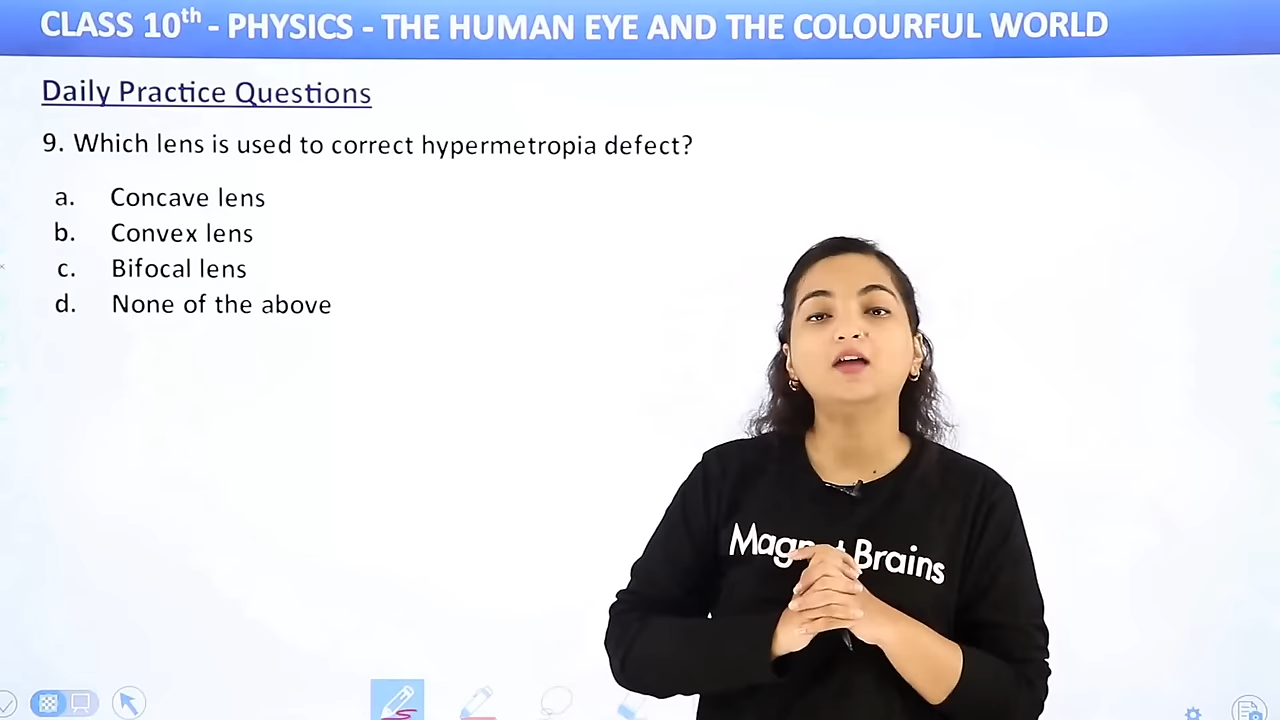 CLASS 10th - PHYSICS - THE HUMAN EYE AND THE COLOURFUL WORLD
Daily Practice Questions
9. Which lens is used to correct hypermetropia defect?
a. Concave lens
b. Convex lens
c. Bifocal lens
d. None of the above
Brains